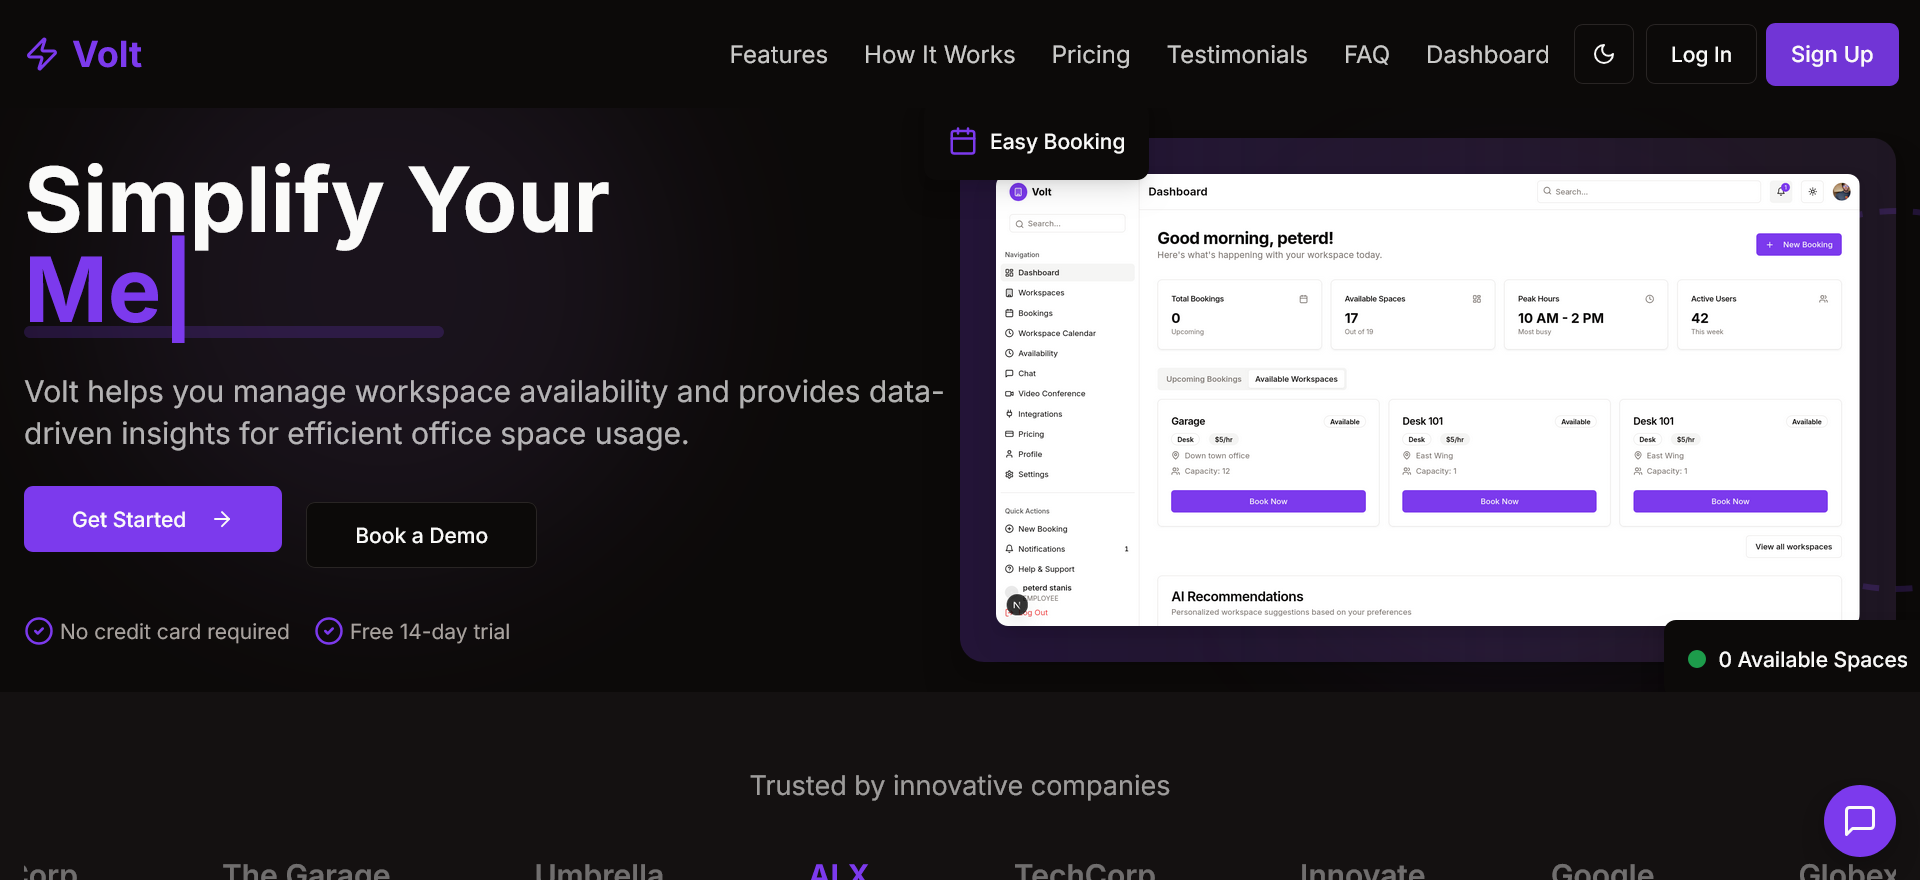 Volt
Features
How It Works
Pricing
Testimonials
FAQ
Dashboard
Log In
Sign Up
Simplify Your
Me
Volt helps you manage workspace availability and provides data-
driven insights for efficient office space usage.
Get Started
Book a Demo
No credit card required
Free 14-day trial
Easy Booking
Volt
Search...
Navigation
Dashboard
Workspaces
Bookings
Workspace Calendar
Availability
Chat
Video Conference
Integrations
Pricing
Profile
Settings
Quick Actions
New Booking
Notifications 1
Help & Support
peterd stanis
N
Out
Dashboard
Search...
1
Good morning, peterd!
Here's what's happening with your workspace today.
New Booking
Total Bookings
0
Upcoming
Available Spaces
17
Out of 19
Peak Hours
10 AM - 2 PM
Most busy
Active Users
42
This week
Upcoming Bookings
Available Workspaces
Garage
Available
Desk $5/hr
Down town office
Capacity: 12
Book Now
Desk 101
Available
Desk $5/hr
East Wing
Capacity: 1
Book Now
Desk 101
Available
Desk $5/hr
East Wing
Capacity: 1
Book Now
View all workspaces
AI Recommendations
Personalized workspace suggestions based on your preferences
0 Available Spaces
Trusted by innovative companies
The Garage
Umbrella
ALX
TechCorp
Innovate
Google
Globex